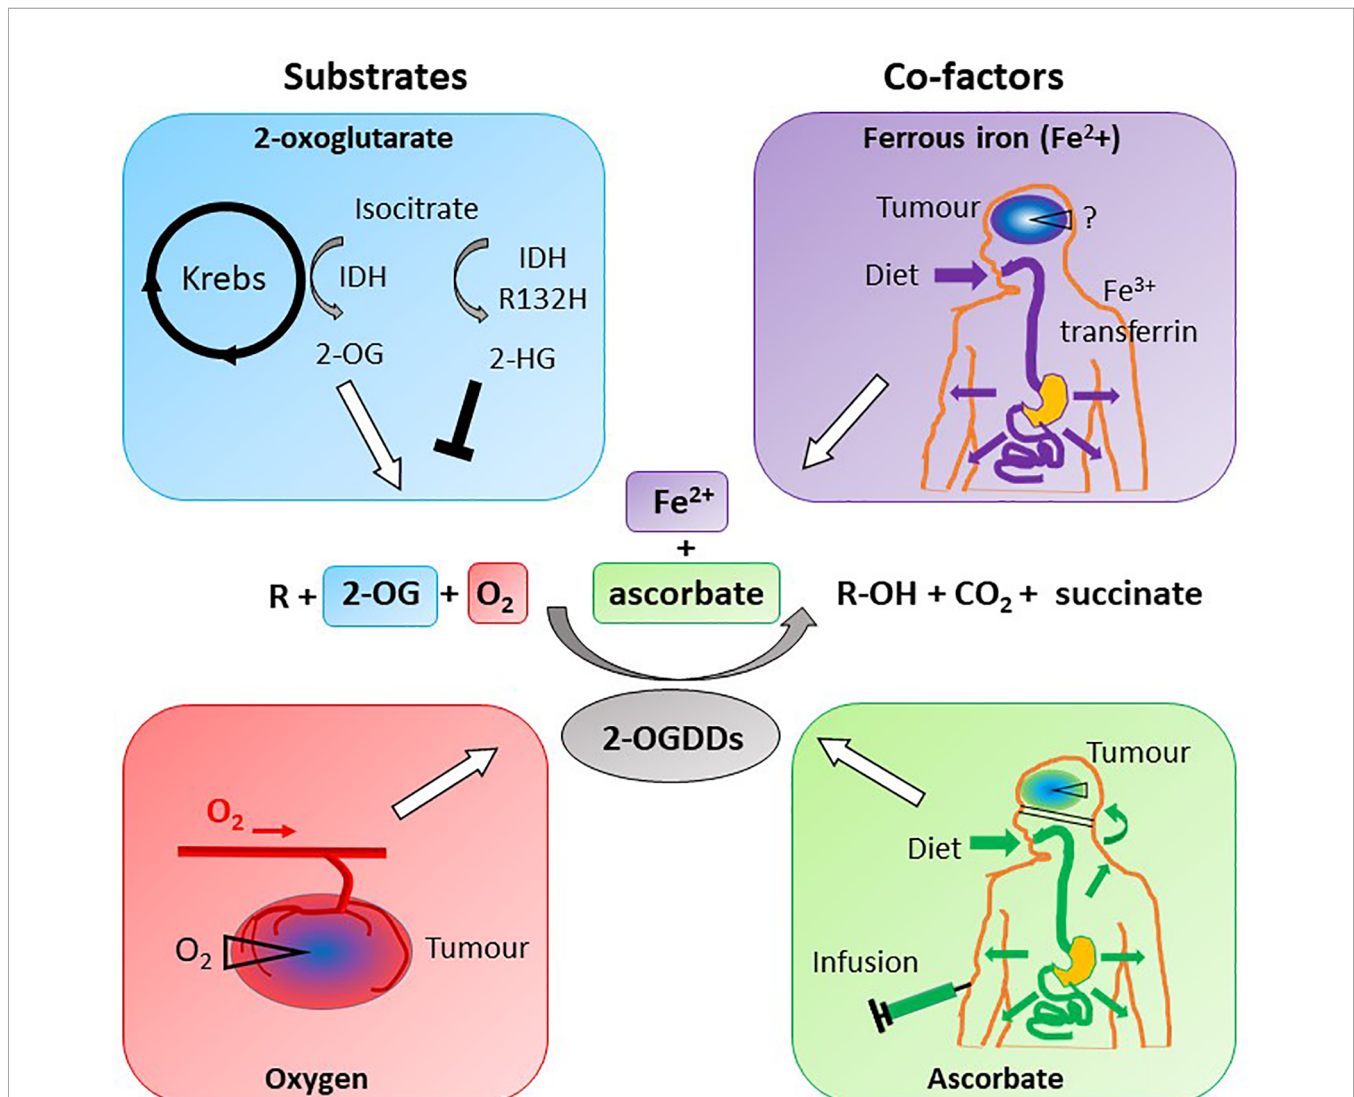 Substrates
Co-factors
2-oxoglutarate
Isocitrate
Krebs
IDH
IDH
R132H
2-OG
2-HG
Ferrous iron (Fe²+)
Tumour
?
Diet
Fe³⁺
transferrin
Fe²⁺
+
R + 2-OG + O₂
ascorbate
R-OH + CO₂ + succinate
2-OGDDs
O₂
O₂
Tumour
Oxygen
Tumour
Diet
Infusion
Ascorbate